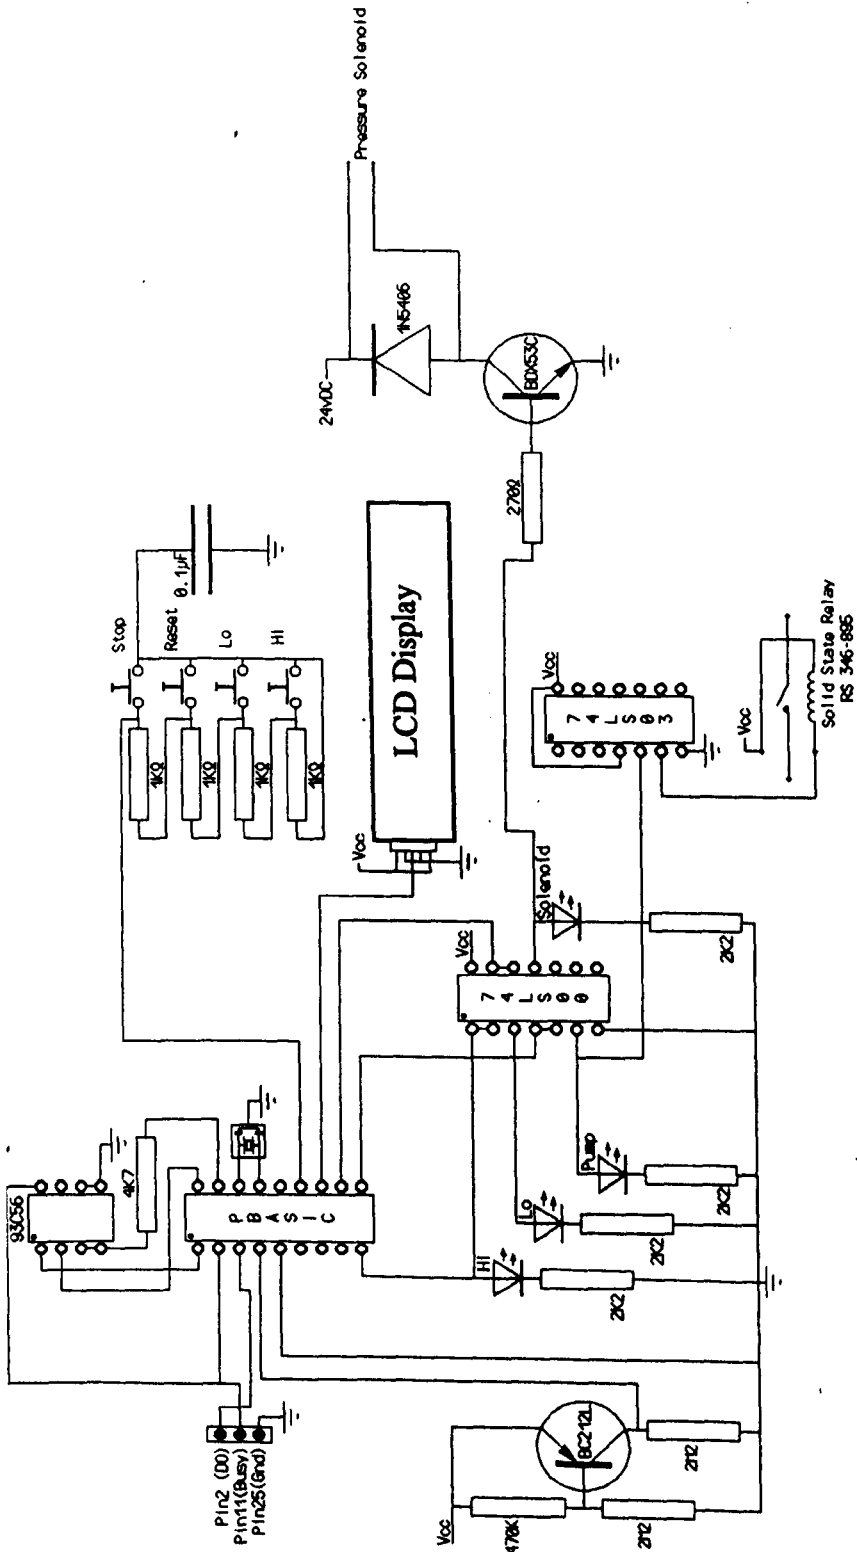 Pressure Solenoid
24VDC
1N5406
BDX53C
270Ω
Stop
Reset
Lo
HI
0.1µF
1KΩ
1KΩ
1KΩ
1KΩ
LCD Display
Vcc
Vcc
74LS03
Vcc
Solid State Relay
RS 346-895
Vcc
74LS00
Solenoid
2K2
93C56
4K7
PBASIC
Pump
2K2
Lo
2K2
HI
2K2
Pin2 (DO)
Pin11(Busy)
Pin25(Gnd)
Vcc
BC212L
470K
2M2
2M2